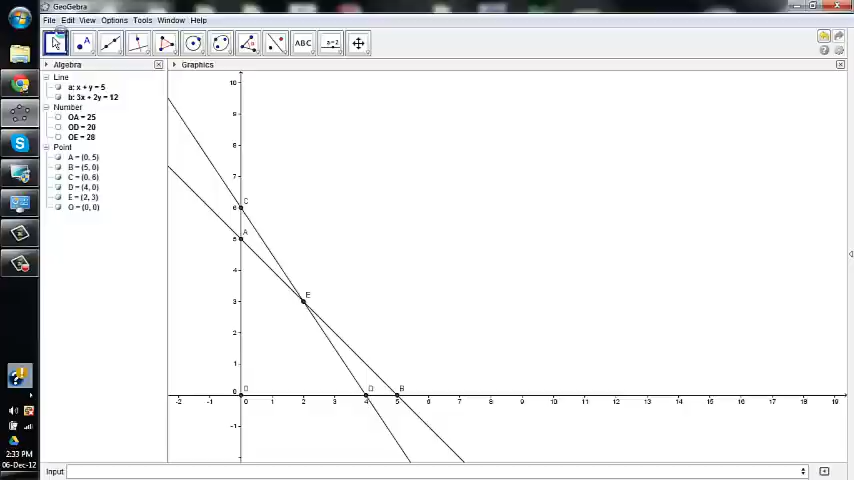 GeoGebra
File Edit View Options Tools Window Help
A ABC a=2
Algebra
Graphics
Line
a: x + y = 5
b: 3x + 2y = 12
Number
OA = 25
OD = 20
OE = 28
Point
A = (0, 5)
B = (5, 0)
C = (0, 6)
D = (4, 0)
E = (2, 3)
O = (0, 0)
10
9
8
7
6 C
5 A
4
3 E
2
1
0 O D B
-2 -1 0 1 2 3 4 5 6 7 8 9 10 11 12 13 14 15 16 17 18 19
-1
Input
2:33 PM
06-Dec-12